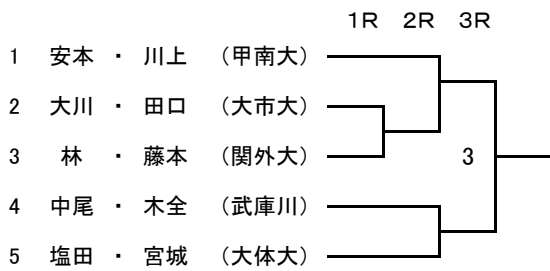 1R 2R 3R
1 安本 ・ 川上 (甲南大)
2 大川 ・ 田口 (大市大)
3 林 ・ 藤本 (関外大) 3
4 中尾 ・ 木全 (武庫川)
5 塩田 ・ 宮城 (大体大)